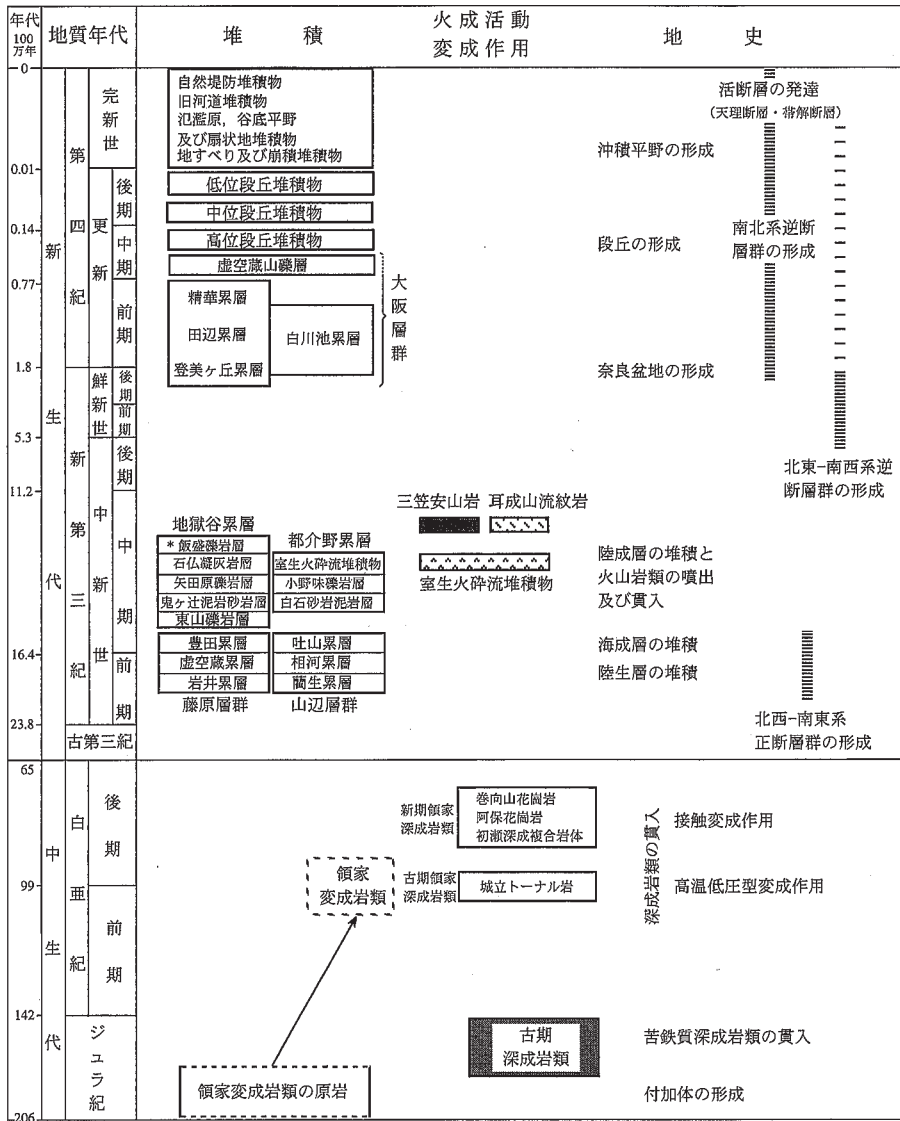 年代
100
万年
地質年代
堆積
火成活動
変成作用
地史
0
0.01
0.14
0.77
1.8
5.3
11.2
16.4
23.8
65
99
142
206
新生代
中生代
第四紀
新第三紀
古第三紀
白亜紀
ジュラ紀
完新世
更新世
後期
中期
前期
鮮新世
後期
前期
中新世
後期
中期
前期
後期
前期
自然堤防堆積物
旧河道堆積物
氾濫原，谷底平野
及び扇状地堆積物
地すべり及び崩積堆積物
低位段丘堆積物
中位段丘堆積物
高位段丘堆積物
虚空蔵山礫層
精華累層
田辺累層
登美ヶ丘累層
白川池累層
大阪層群
地獄谷累層
*飯盛礫岩層
石仏凝灰岩層
矢田原礫岩層
鬼ヶ辻泥岩砂岩層
東山礫岩層
都介野累層
室生火砕流堆積物
小野味礫岩層
白石砂岩泥岩層
豊田累層
虚空蔵累層
岩井累層
藤原層群
吐山累層
相河累層
藺生累層
山辺層群
三笠安山岩
耳成山流紋岩
室生火砕流堆積物
活断層の発達
(天理断層・帯解断層)
沖積平野の形成
段丘の形成
南北系逆断
層群の形成
奈良盆地の形成
北東−南西系逆
断層群の形成
陸成層の堆積と
火山岩類の噴出
及び貫入
海成層の堆積
陸生層の堆積
北西−南東系
正断層群の形成
新期領家
深成岩類
巻向山花崗岩
阿保花崗岩
初瀬深成複合岩体
領家
変成岩類
古期領家
深成岩類
城立トーナル岩
深成岩類の貫入
接触変成作用
高温低圧型変成作用
古期
深成岩類
苦鉄質深成岩類の貫入
領家変成岩類の原岩
付加体の形成